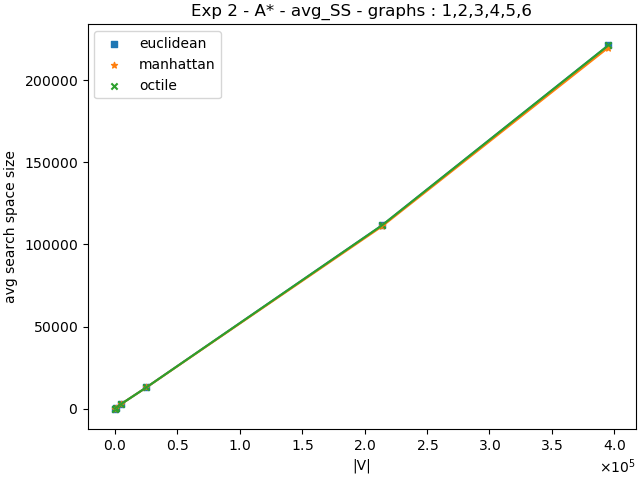 Exp 2 - A* - avg_SS - graphs : 1,2,3,4,5,6
euclidean
manhattan
octile
avg search space size
200000
150000
100000
50000
0
0.0 0.5 1.0 1.5 2.0 2.5 3.0 3.5 4.0
|V|
×10⁵